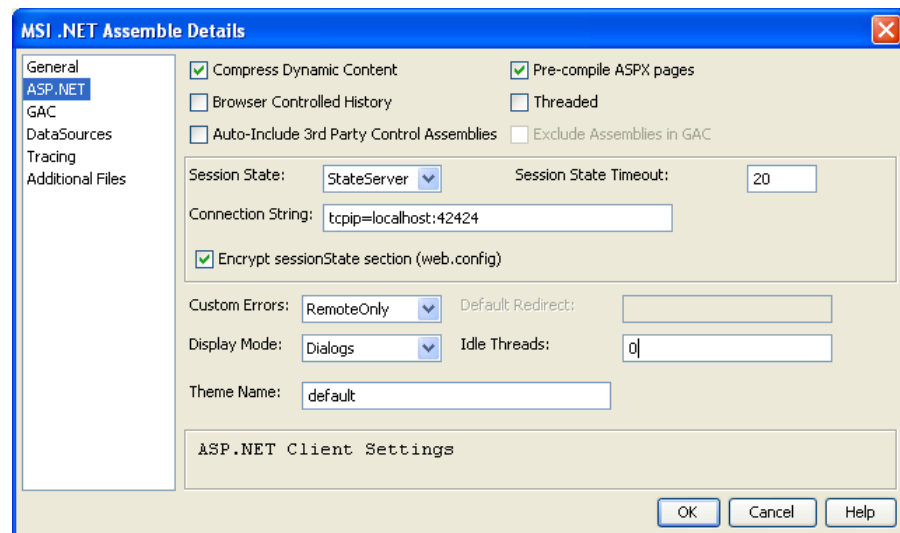 MSI .NET Assemble Details
General
ASP.NET
GAC
DataSources
Tracing
Additional Files
Compress Dynamic Content
Pre-compile ASPX pages
Browser Controlled History
Threaded
Auto-Include 3rd Party Control Assemblies
Exclude Assemblies in GAC
Session State: StateServer
Session State Timeout: 20
Connection String: tcpip=localhost:42424
Encrypt sessionState section (web.config)
Custom Errors: RemoteOnly
Default Redirect:
Display Mode: Dialogs
Idle Threads: 0
Theme Name: default
ASP.NET Client Settings
OK
Cancel
Help